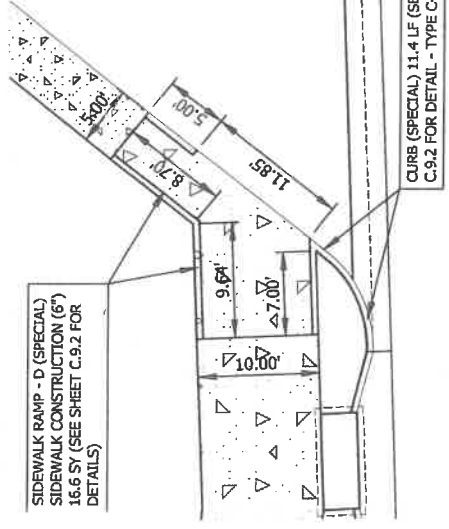 SIDEWALK RAMP - D (SPECIAL)
SIDEWALK CONSTRUCTION (6")
16.6 SY (SEE SHEET C.9.2 FOR
DETAILS)
5.00'
8.70'
5.00'
11.85'
9.64'
7.00'
10.00'
CURB (SPECIAL) 11.4 LF (SE
C.9.2 FOR DETAIL - TYPE C-